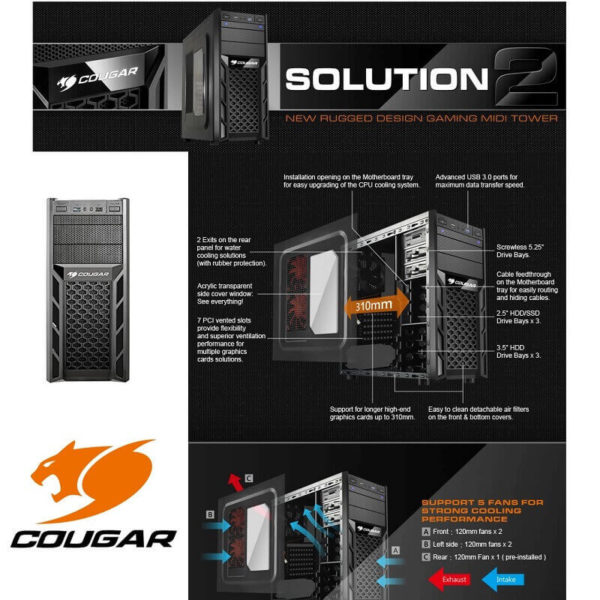 COUGAR
SOLUTION 2
NEW RUGGED DESIGN GAMING MIDI TOWER
Installation opening on the Motherboard tray
for easy upgrading of the CPU cooling system.
Advanced USB 3.0 ports for
maximum data transfer speed.
2 Exits on the rear
panel for water
cooling solutions
(with rubber protection).
Acrylic transparent
side cover window:
See everything!
7 PCI vented slots
provide flexibility
and superior ventilation
performance for
multiple graphics
cards solutions.
310mm
Screwless 5.25"
Drive Bays.
Cable feedthrough
on the Motherboard
tray for easily routing
and hiding cables.
2.5" HDD/SSD
Drive Bays x 3.
3.5" HDD
Drive Bays x 3.
Support for longer high-end
graphics cards up to 310mm.
Easy to clean detachable air filters
on the front & bottom covers.
COUGAR
COUGAR
C
B
B
A
A
SUPPORT 5 FANS FOR
STRONG COOLING
PERFORMANCE
A Front : 120mm fans x 2
B Left side : 120mm fans x 2
C Rear : 120mm Fan x 1 ( pre-installed )
Exhaust
Intake